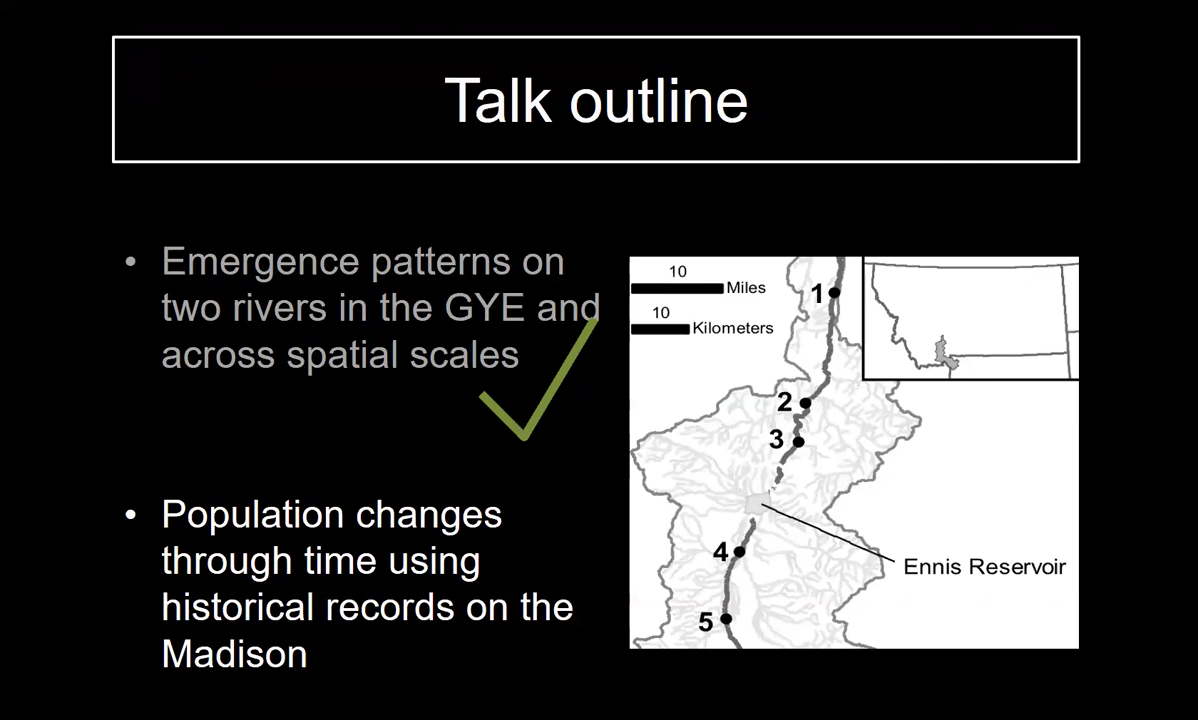 Talk outline
• Emergence patterns on
two rivers in the GYE and
across spatial scales
• Population changes
through time using
historical records on the
Madison
10
Miles
10
Kilometers
1
2
3
4
5
Ennis Reservoir